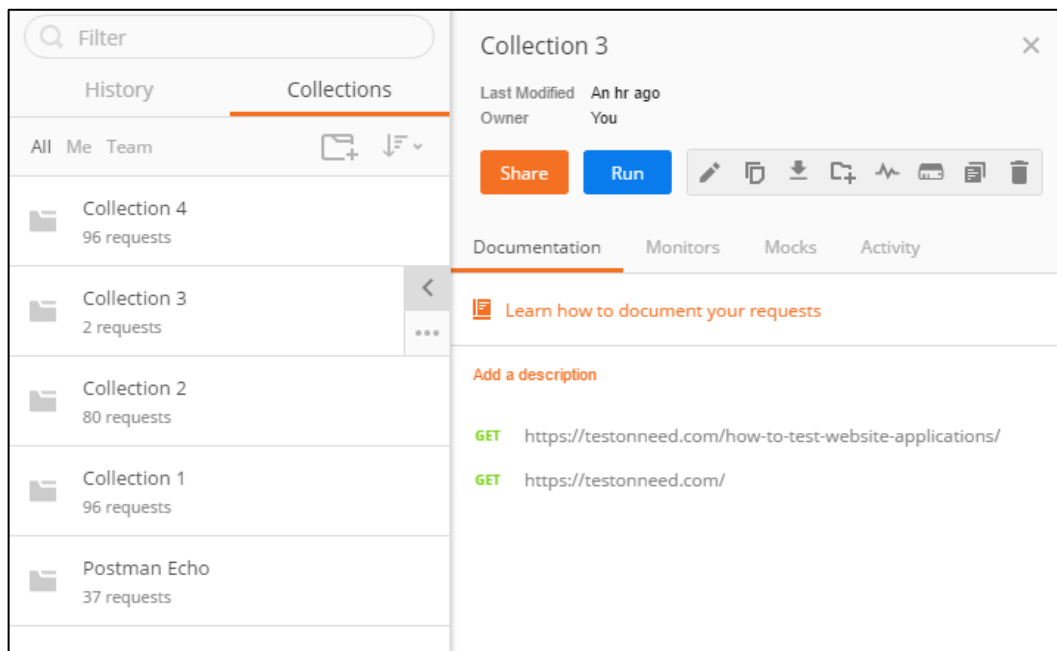 Filter
History Collections
All Me Team
Collection 4
96 requests
Collection 3
2 requests
Collection 2
80 requests
Collection 1
96 requests
Postman Echo
37 requests
Collection 3
Last Modified An hr ago
Owner You
Share Run
Documentation Monitors Mocks Activity
Learn how to document your requests
Add a description
GET https://testonneed.com/how-to-test-website-applications/
GET https://testonneed.com/